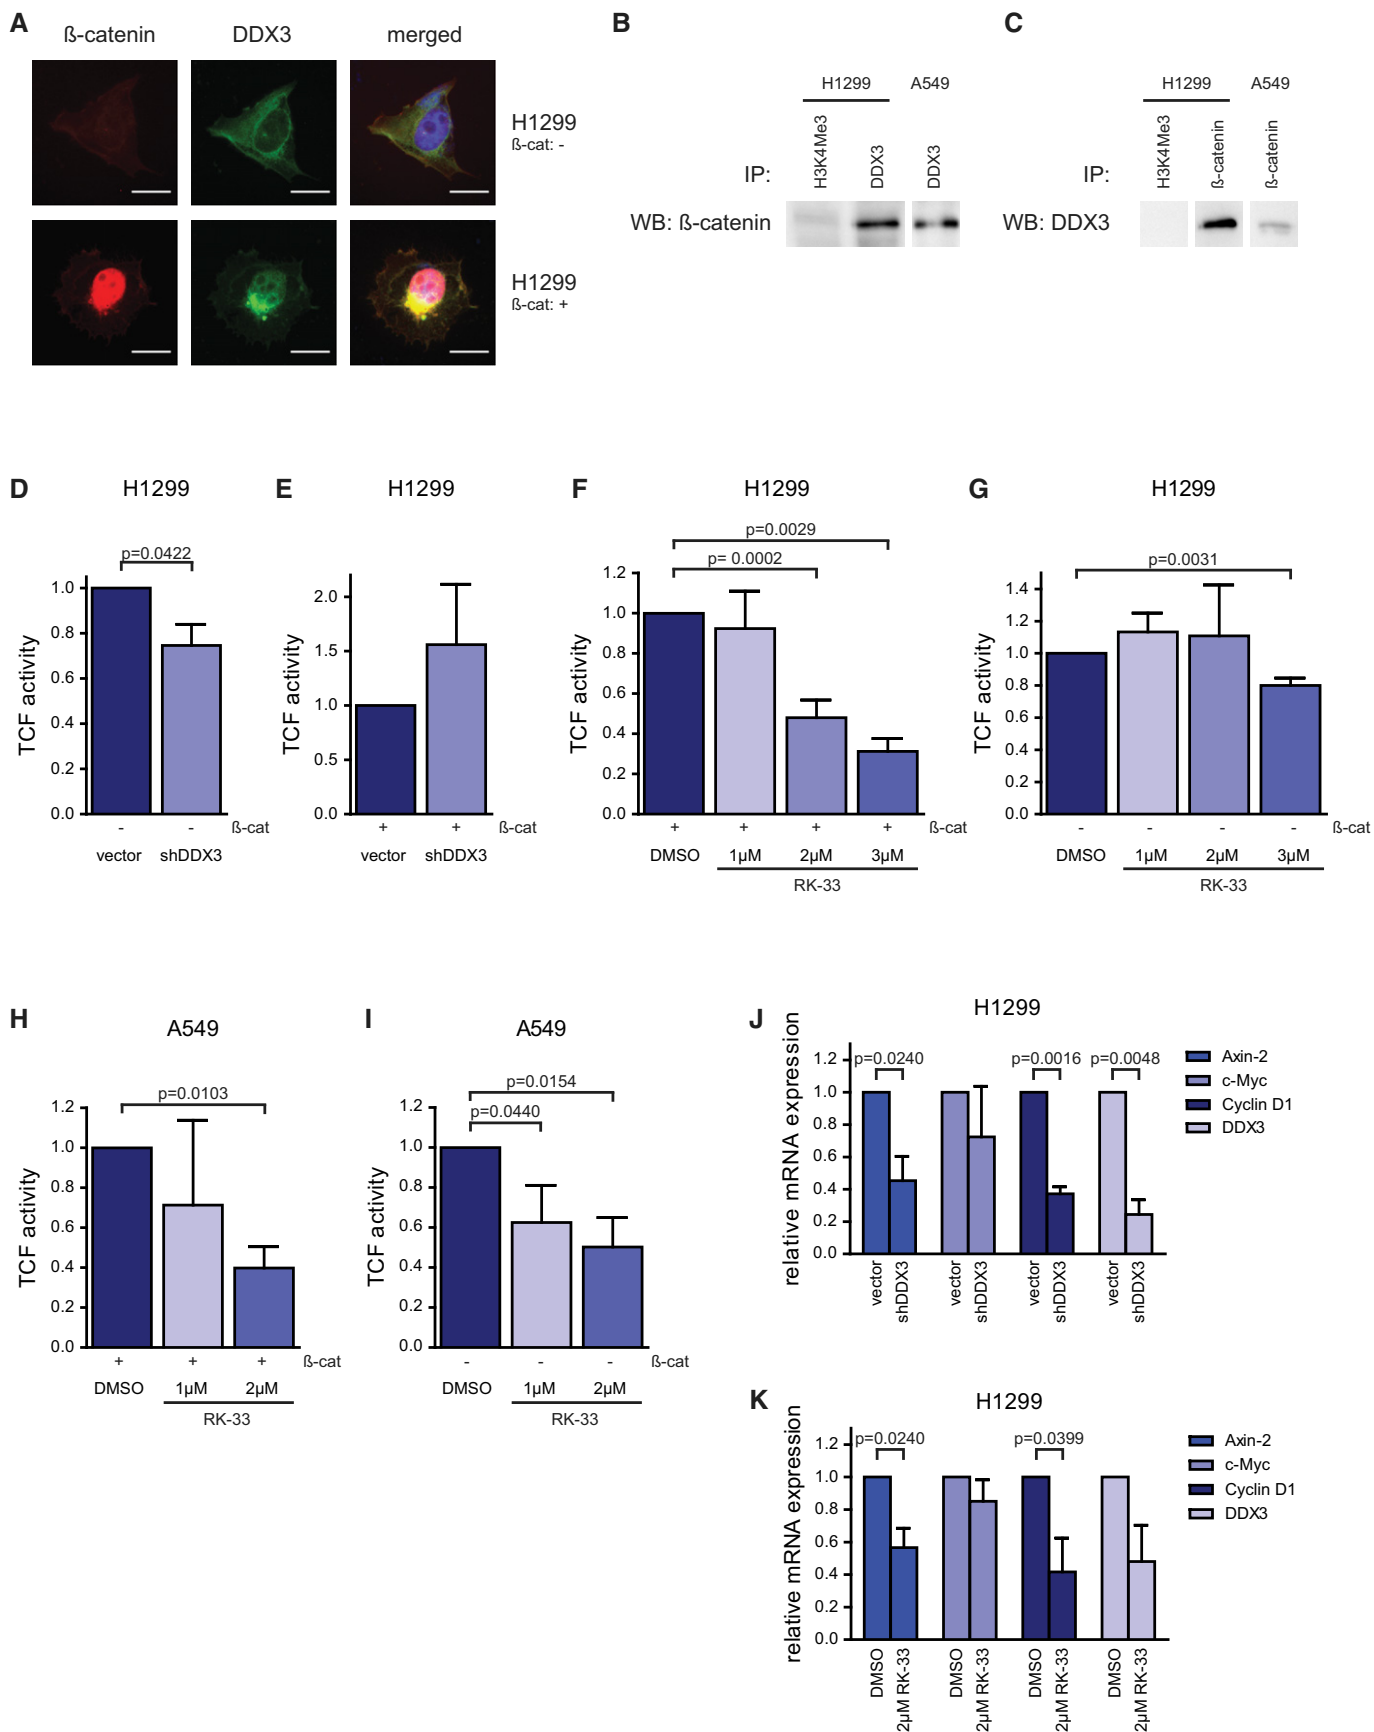 A
ß-catenin DDX3 merged
H1299
ß-cat: -
H1299
ß-cat: +
B
H1299 A549
IP: H3K4Me3 DDX3 DDX3
WB: ß-catenin
C
H1299 A549
IP: H3K4Me3 ß-catenin ß-catenin
WB: DDX3
D
H1299
p=0.0422
TCF activity
1.0
0.8
0.6
0.4
0.2
0.0
- - ß-cat
vector shDDX3
E
H1299
TCF activity
2.0
1.5
1.0
0.5
0.0
+ + ß-cat
vector shDDX3
F
H1299
p=0.0029
p= 0.0002
TCF activity
1.2
1.0
0.8
0.6
0.4
0.2
0.0
+ + + + ß-cat
DMSO 1µM 2µM 3µM
RK-33
G
H1299
p=0.0031
TCF activity
1.4
1.2
1.0
0.8
0.6
0.4
0.2
0.0
- - - - ß-cat
DMSO 1µM 2µM 3µM
RK-33
H
A549
p=0.0103
TCF activity
1.2
1.0
0.8
0.6
0.4
0.2
0.0
+ + + ß-cat
DMSO 1µM 2µM
RK-33
I
A549
p=0.0154
p=0.0440
TCF activity
1.2
1.0
0.8
0.6
0.4
0.2
0.0
- - - ß-cat
DMSO 1µM 2µM
RK-33
J
H1299
p=0.0240 p=0.0016 p=0.0048
relative mRNA expression
1.2
1.0
0.8
0.6
0.4
0.2
0.0
vector shDDX3 vector shDDX3 vector shDDX3 vector shDDX3
Axin-2
c-Myc
Cyclin D1
DDX3
K
H1299
p=0.0240 p=0.0399
relative mRNA expression
1.2
1.0
0.8
0.6
0.4
0.2
0.0
DMSO 2µM RK-33 DMSO 2µM RK-33 DMSO 2µM RK-33 DMSO 2µM RK-33
Axin-2
c-Myc
Cyclin D1
DDX3